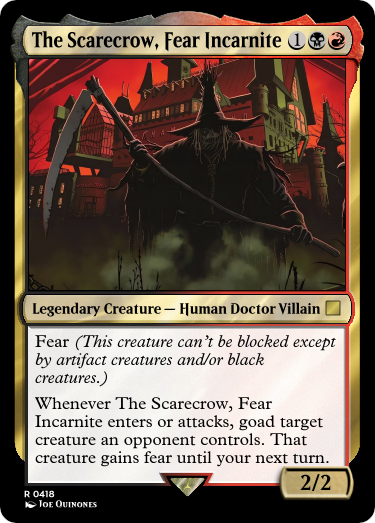 The Scarecrow, Fear Incarnite 1
Legendary Creature — Human Doctor Villain
Fear (This creature can't be blocked except
by artifact creatures and/or black
creatures.)
Whenever The Scarecrow, Fear
Incarnite enters or attacks, goad target
creature an opponent controls. That
creature gains fear until your next turn.
2/2
R 0418
Joe Quinones